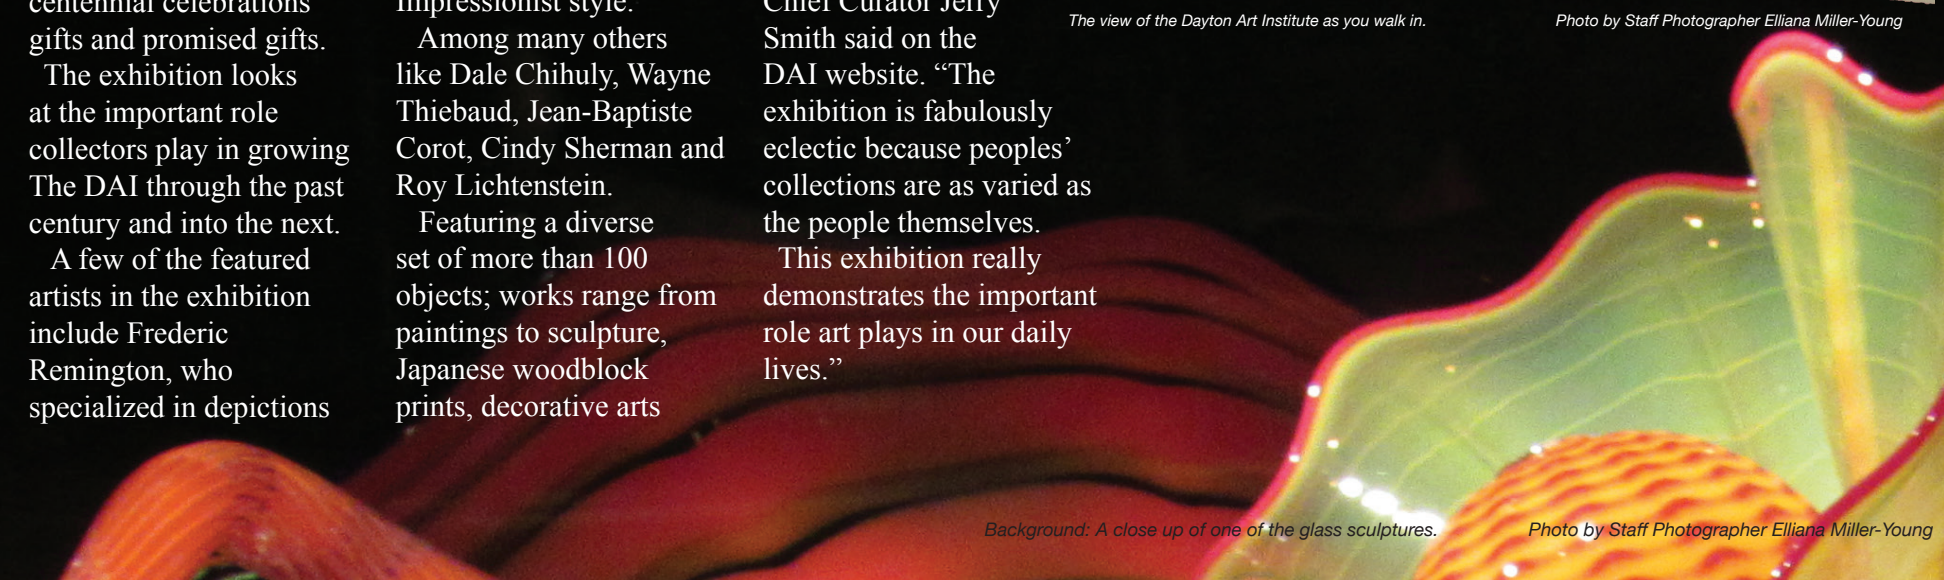 centennial celebrations
gifts and promised gifts.
The exhibition looks
at the important role
collectors play in growing
The DAI through the past
century and into the next.
A few of the featured
artists in the exhibition
include Frederic
Remington, who
specialized in depictions
Impressionist style.
Among many others
like Dale Chihuly, Wayne
Thiebaud, Jean-Baptiste
Corot, Cindy Sherman and
Roy Lichtenstein.
Featuring a diverse
set of more than 100
objects; works range from
paintings to sculpture,
Japanese woodblock
prints, decorative arts
Chief Curator Jerry
Smith said on the
DAI website. “The
exhibition is fabulously
eclectic because peoples’
collections are as varied as
the people themselves.
This exhibition really
demonstrates the important
role art plays in our daily
lives.”
The view of the Dayton Art Institute as you walk in.
Photo by Staff Photographer Elliana Miller-Young
Background: A close up of one of the glass sculptures.
Photo by Staff Photographer Elliana Miller-Young